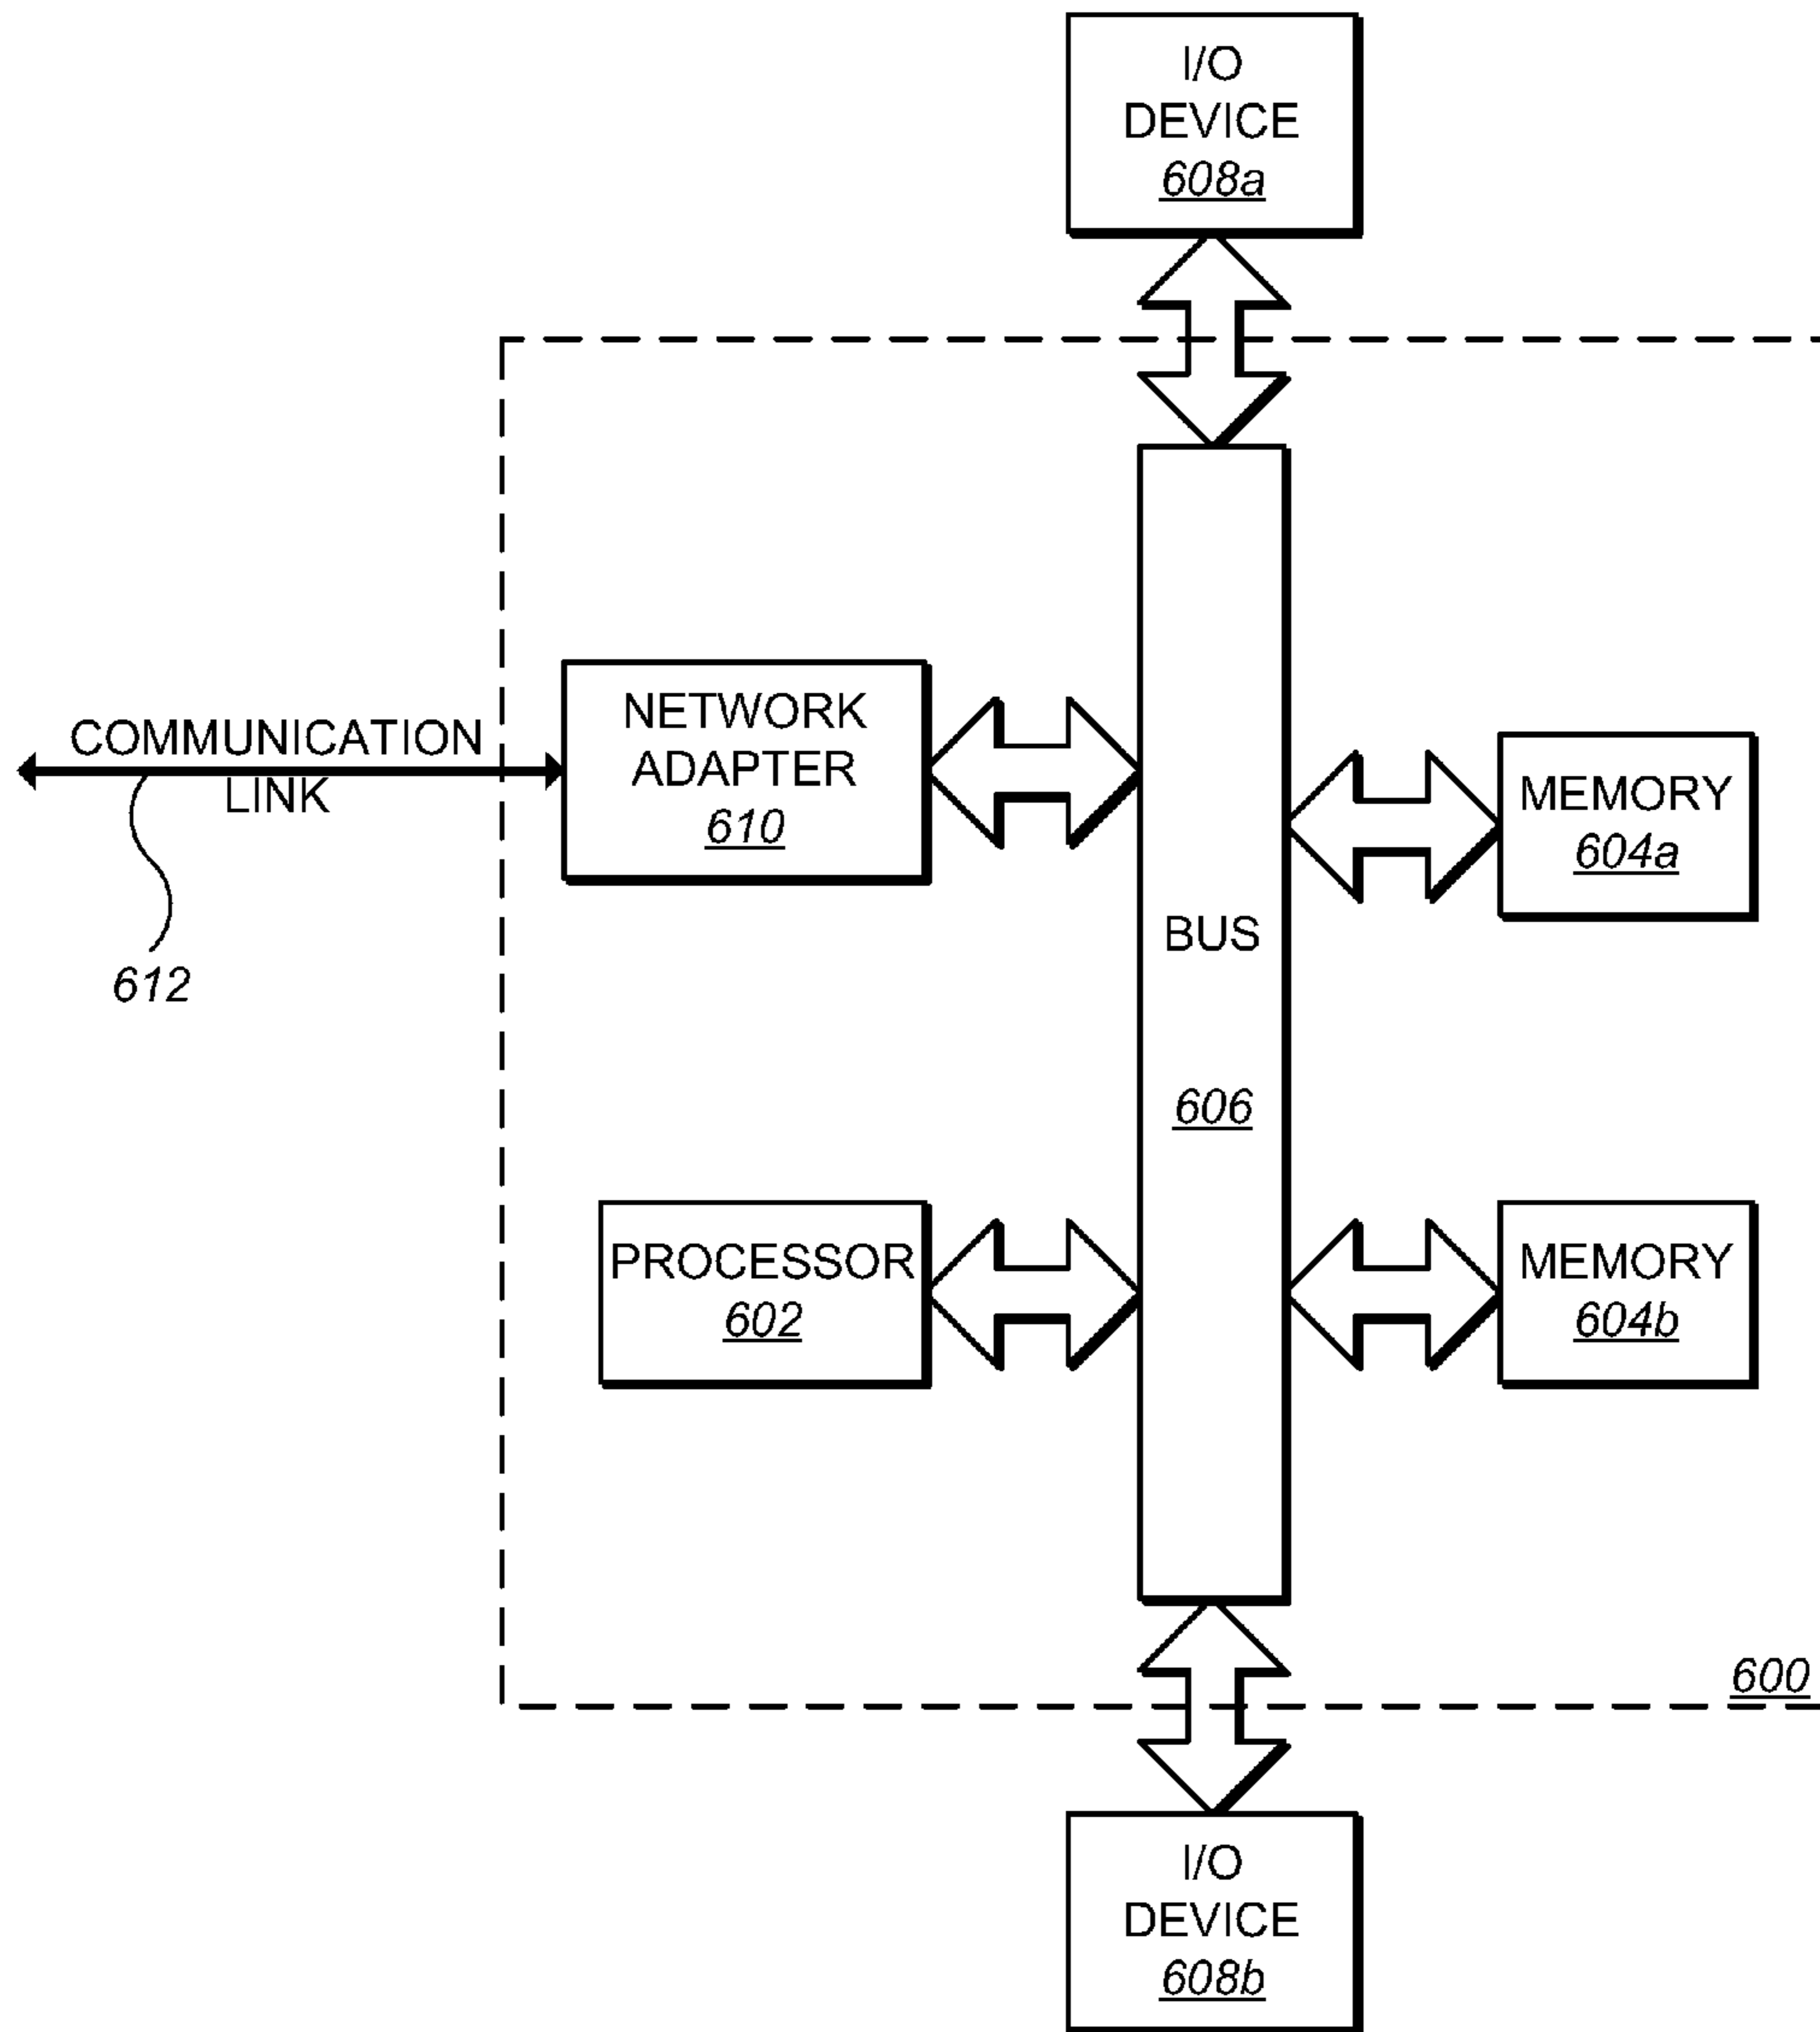 I/O
DEVICE
608a
NETWORK
ADAPTER
610
COMMUNICATION
LINK
612
MEMORY
604a
BUS
606
PROCESSOR
602
MEMORY
604b
600
I/O
DEVICE
608b